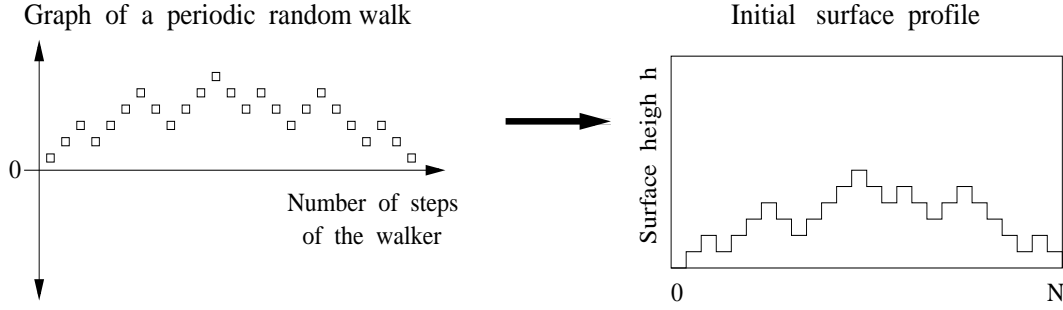 Graph of a periodic random walk
0
Number of steps
of the walker
Initial surface profile
Surface heigh h
0
N